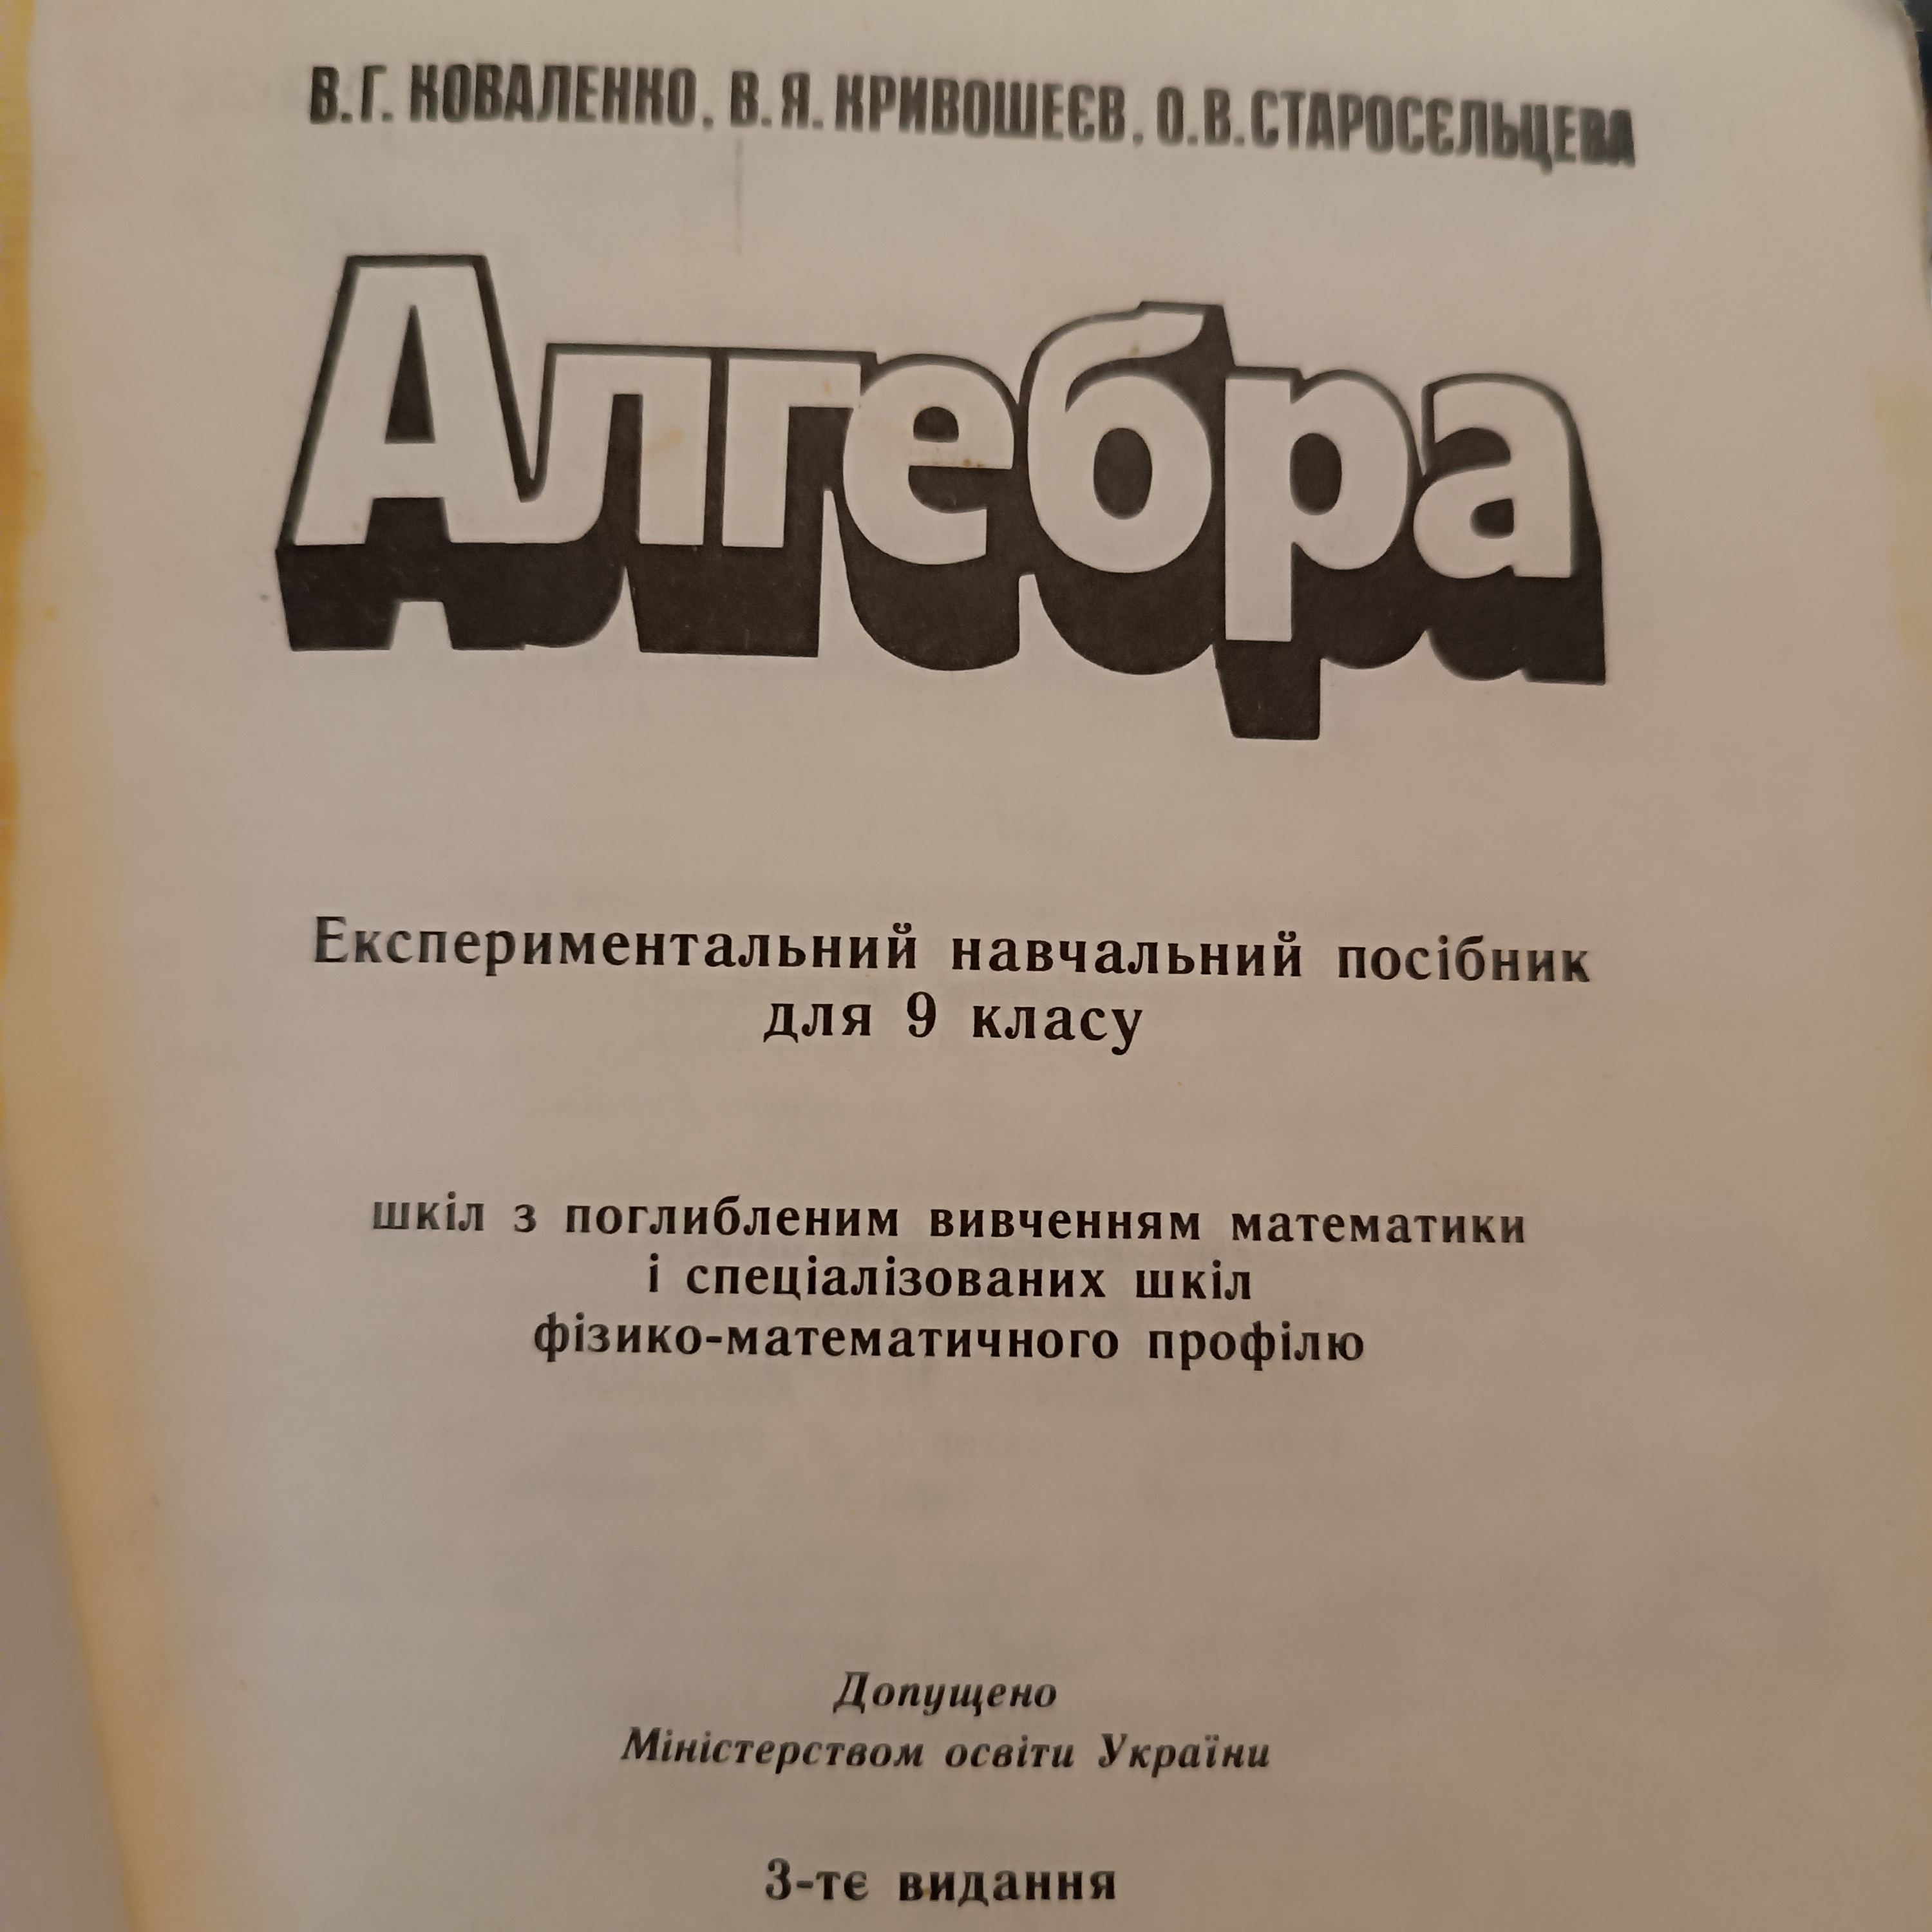 В. Г. КОВАЛЕНКО, В. Я. КРИВОШЕЄВ, О. В. СТАРОСЄЛЬЦЕВА
Алгебра
Експериментальний навчальний посібник
для 9 класу
шкіл з поглибленим вивченням математики
і спеціалізованих шкіл
фізико-математичного профілю
Допущено
Міністерством освіти України
3-тє видання